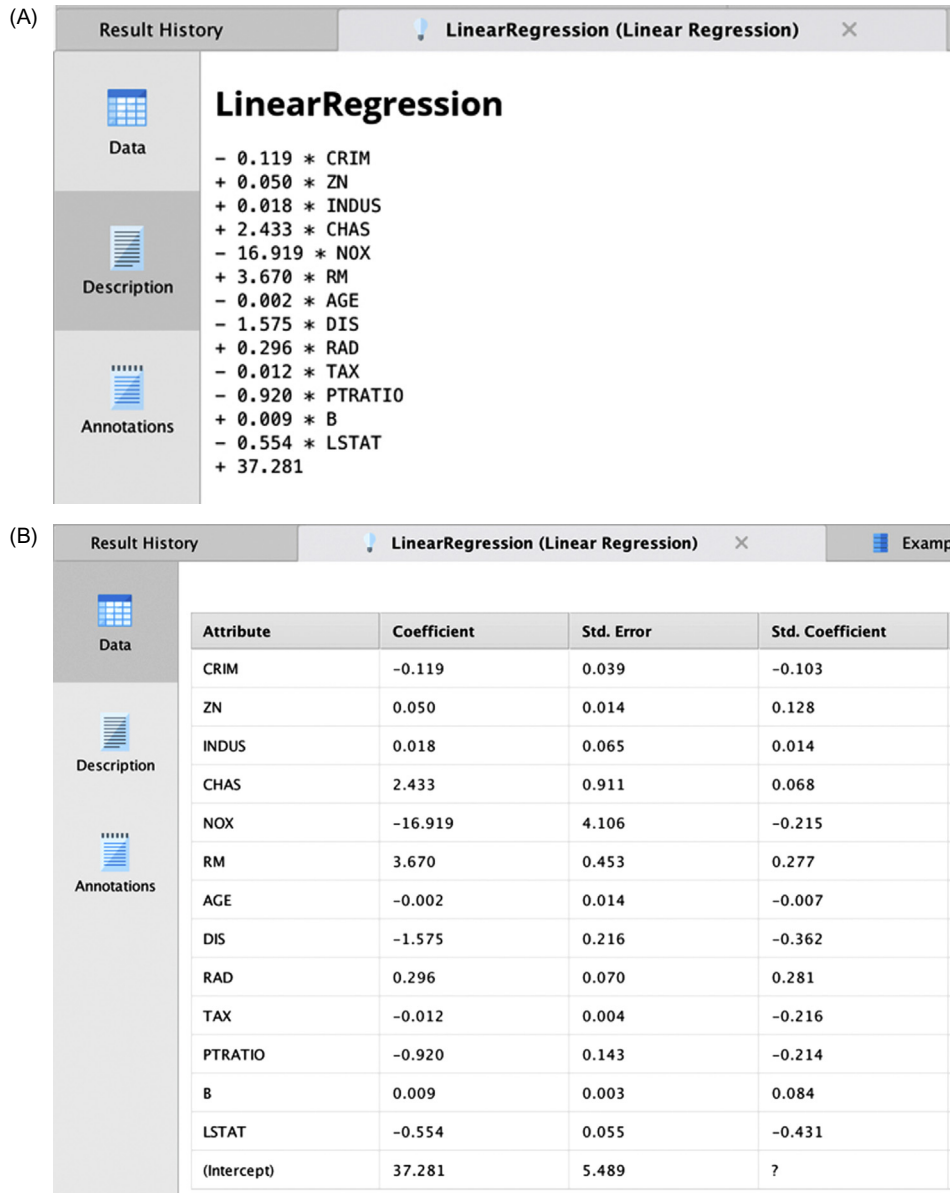 (A)
Result History LinearRegression (Linear Regression) ×
Data
Description
Annotations
LinearRegression
- 0.119 * CRIM
+ 0.050 * ZN
+ 0.018 * INDUS
+ 2.433 * CHAS
- 16.919 * NOX
+ 3.670 * RM
- 0.002 * AGE
- 1.575 * DIS
+ 0.296 * RAD
- 0.012 * TAX
- 0.920 * PTRATIO
+ 0.009 * B
- 0.554 * LSTAT
+ 37.281
(B)
Result History LinearRegression (Linear Regression) × Examp
Data
Description
Annotations
Attribute Coefficient Std. Error Std. Coefficient
CRIM -0.119 0.039 -0.103
ZN 0.050 0.014 0.128
INDUS 0.018 0.065 0.014
CHAS 2.433 0.911 0.068
NOX -16.919 4.106 -0.215
RM 3.670 0.453 0.277
AGE -0.002 0.014 -0.007
DIS -1.575 0.216 -0.362
RAD 0.296 0.070 0.281
TAX -0.012 0.004 -0.216
PTRATIO -0.920 0.143 -0.214
B 0.009 0.003 0.084
LSTAT -0.554 0.055 -0.431
(Intercept) 37.281 5.489 ?